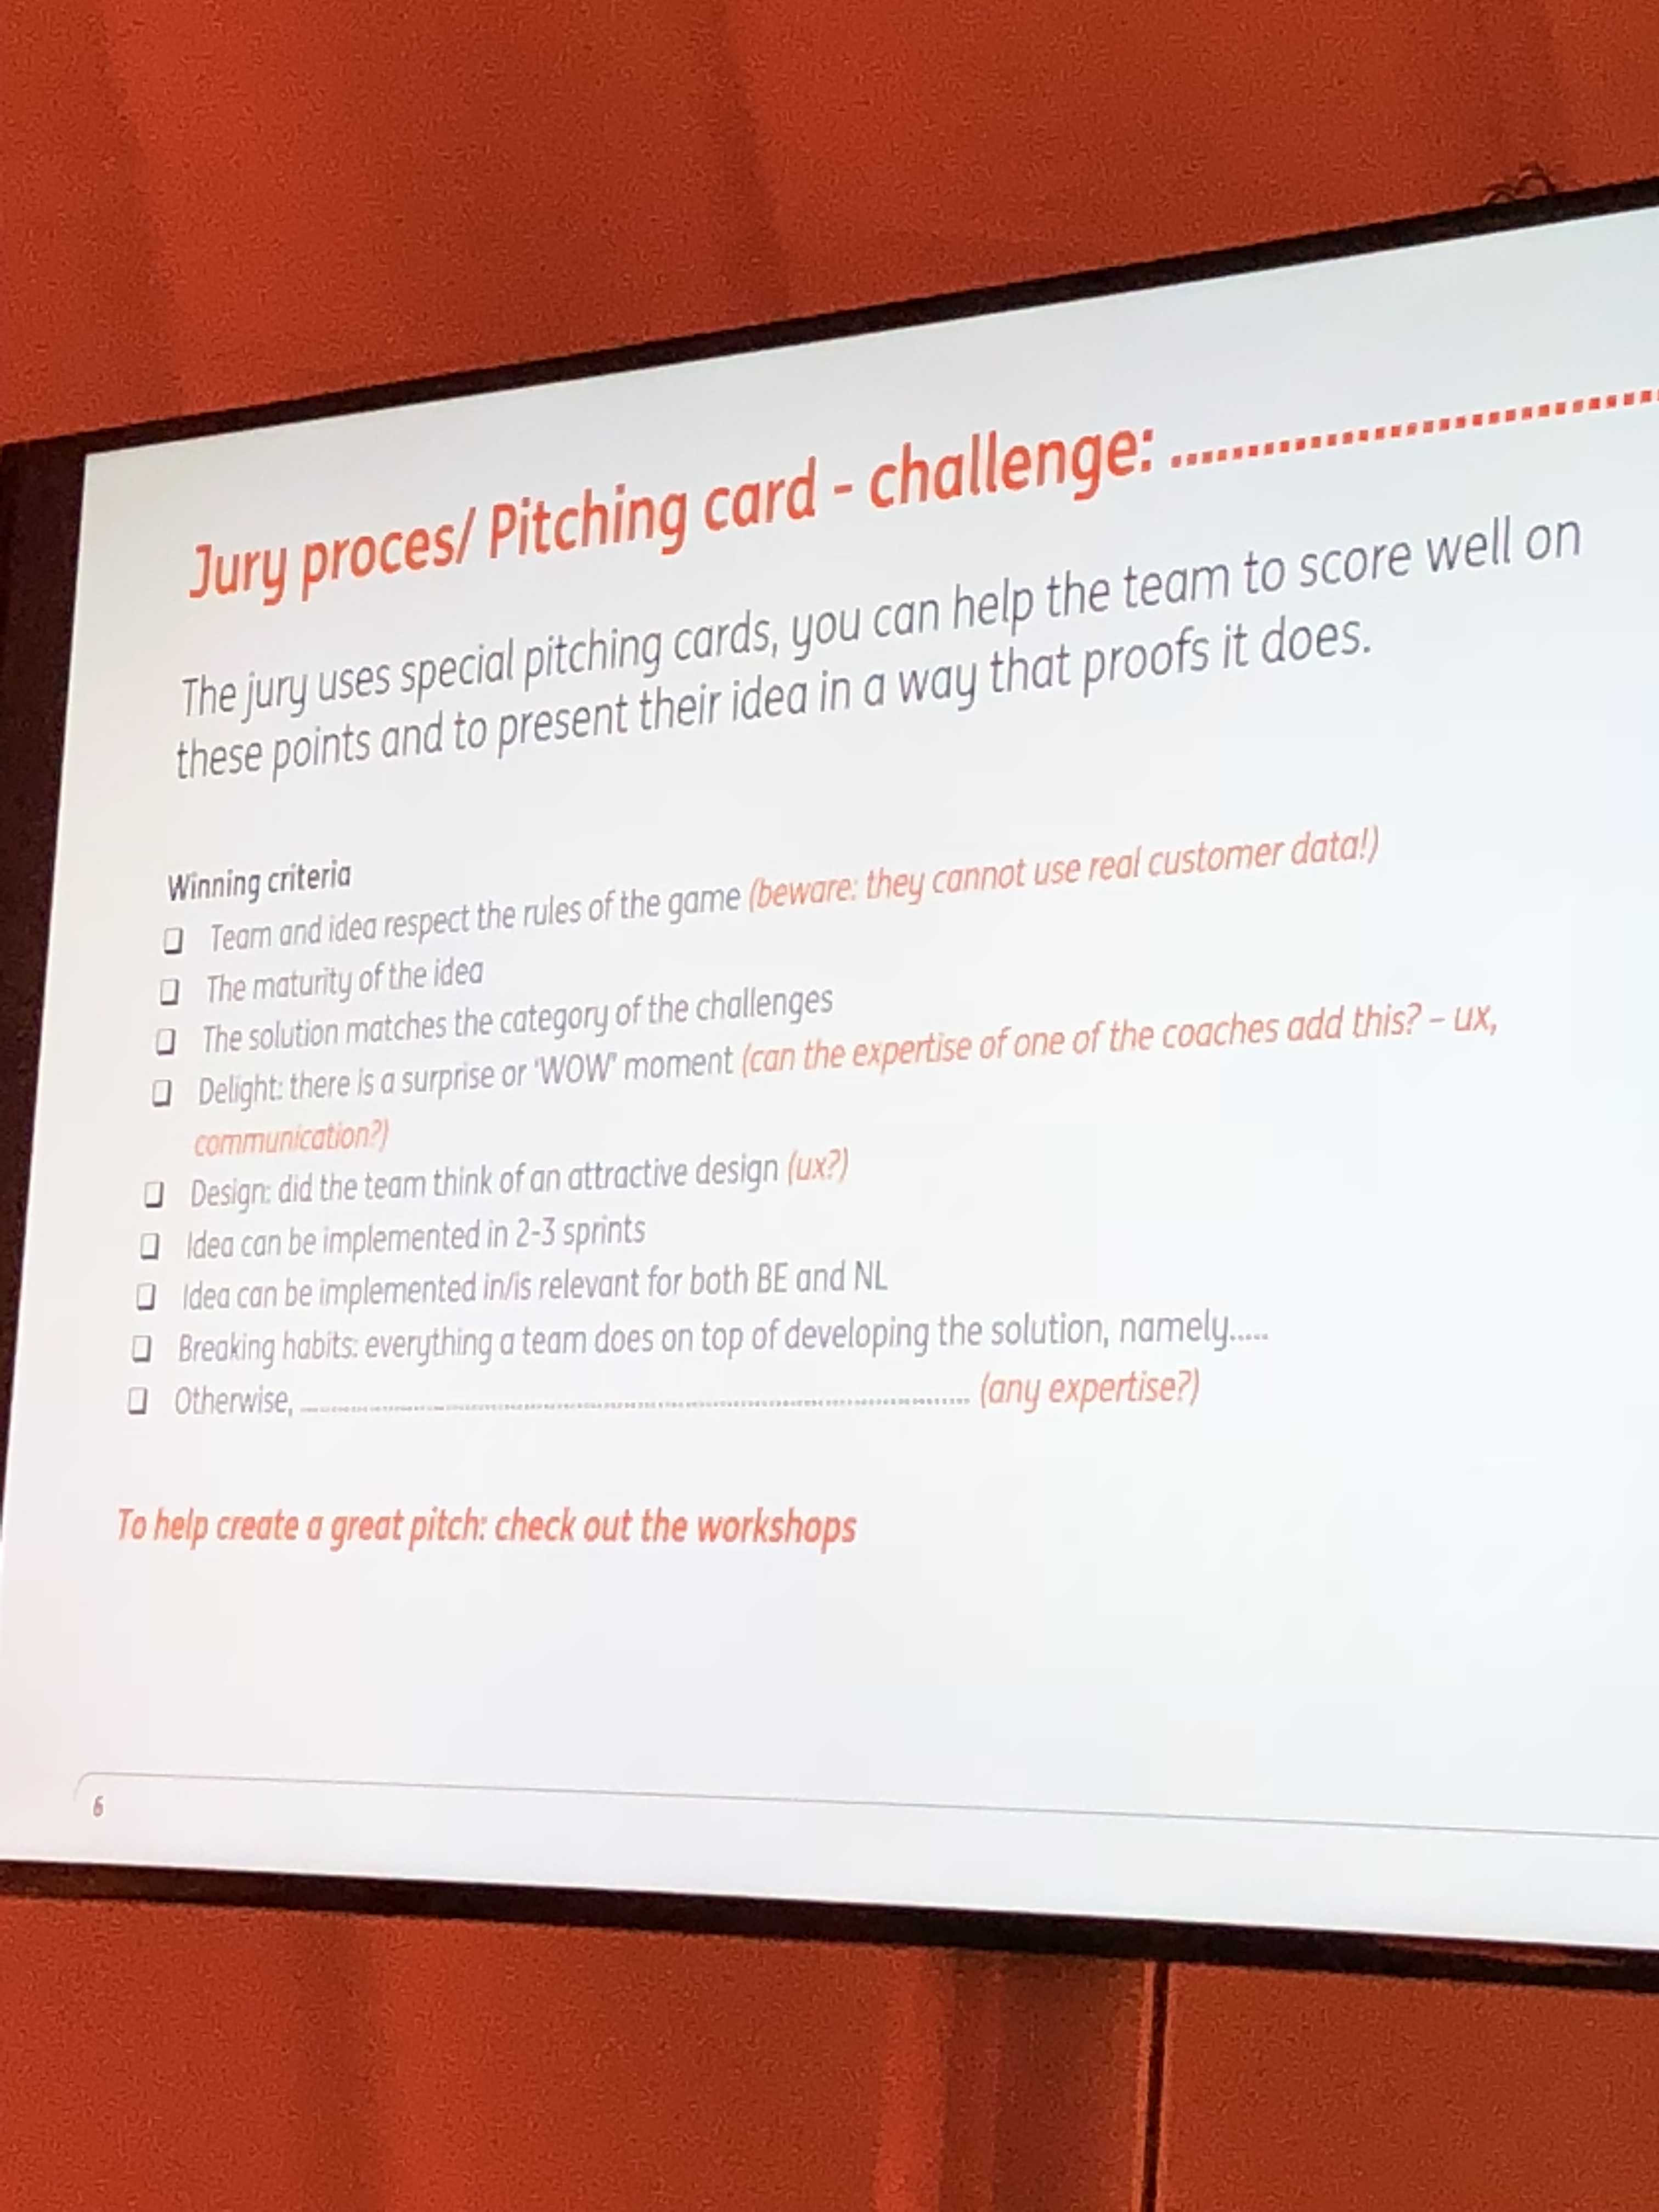 Jury proces/ Pitching card - challenge: ................................
The jury uses special pitching cards, you can help the team to score well on
these points and to present their idea in a way that proofs it does.
Winning criteria
❑ Team and idea respect the rules of the game (beware: they cannot use real customer data!)
❑ The maturity of the idea
❑ The solution matches the category of the challenges
❑ Delight: there is a surprise or 'WOW' moment (can the expertise of one of the coaches add this? – ux,
communication?)
❑ Design: did the team think of an attractive design (ux?)
❑ Idea can be implemented in 2-3 sprints
❑ Idea can be implemented in/is relevant for both BE and NL
❑ Breaking habits: everything a team does on top of developing the solution, namely.....
❑ Otherwise, ................................................................ (any expertise?)
To help create a great pitch: check out the workshops
6